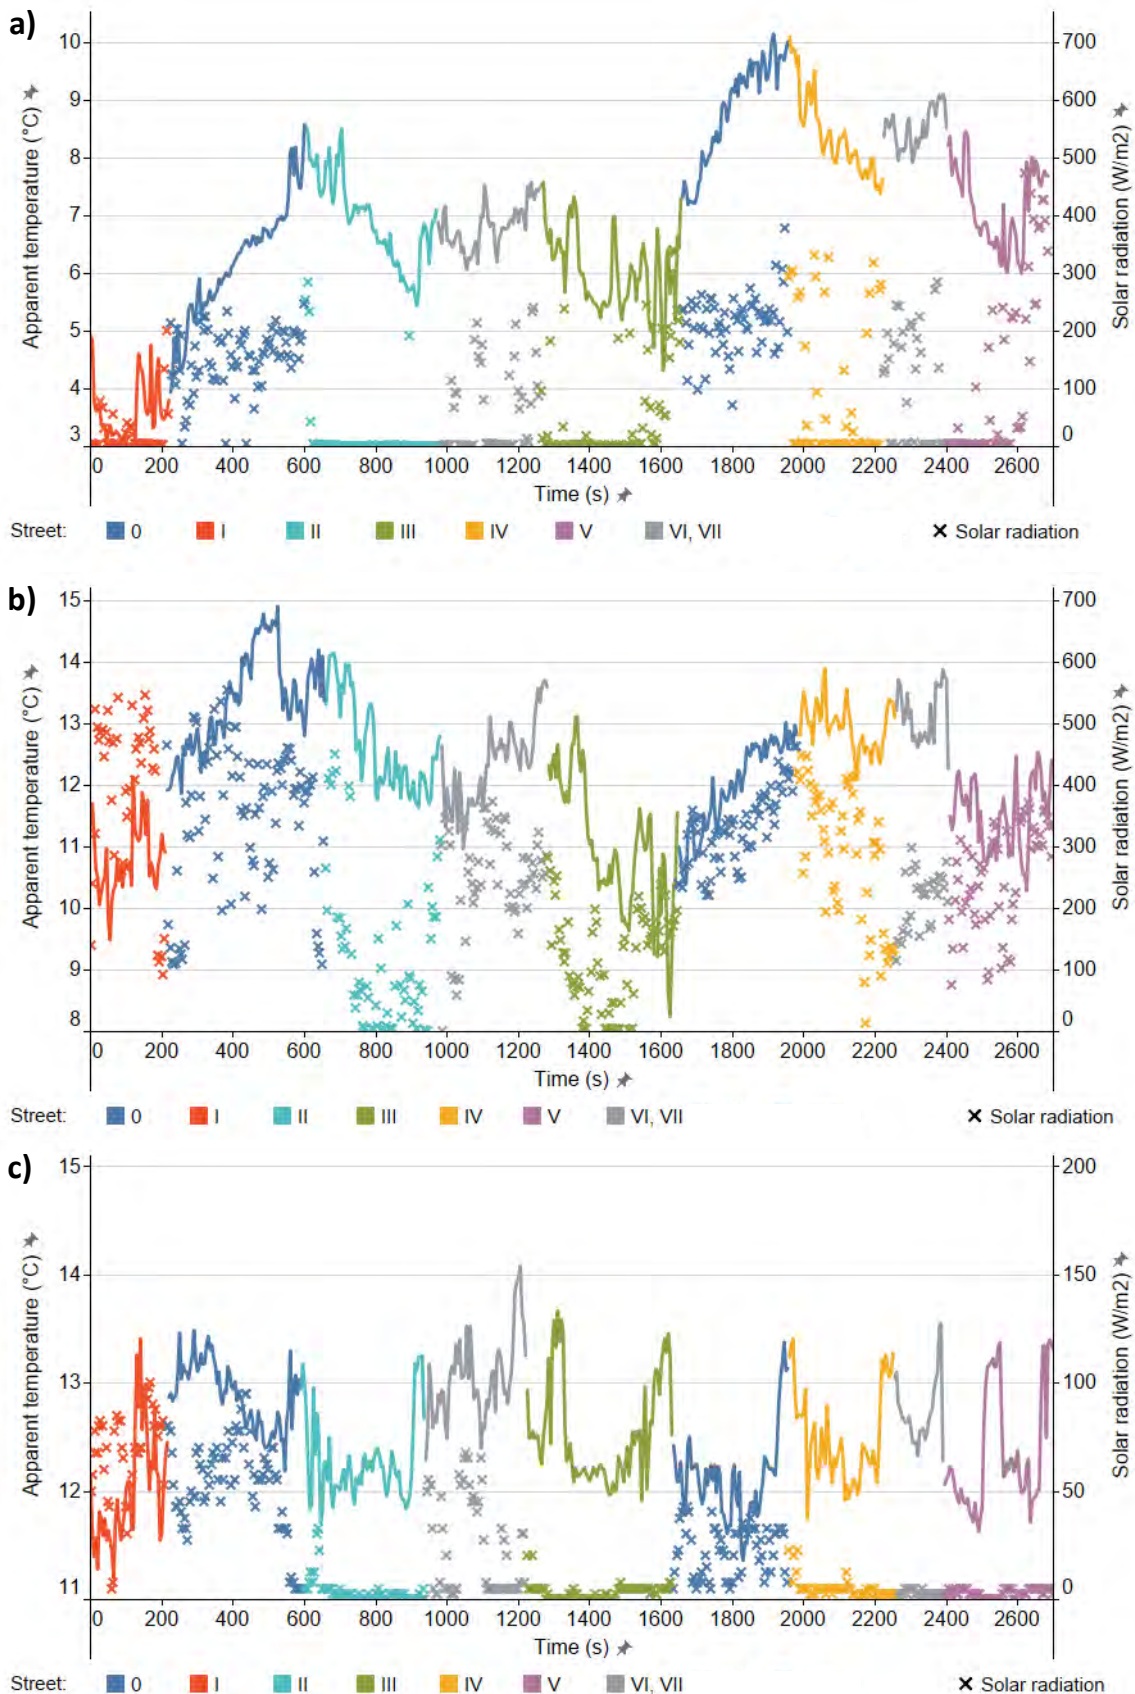 a)
Apparent temperature (°C)
10
9
8
7
6
5
4
3
Solar radiation (W/m2)
700
600
500
400
300
200
100
0
0 200 400 600 800 1000 1200 1400 1600 1800 2000 2200 2400 2600
Time (s)
Street: 0 I II III IV V VI, VII × Solar radiation
b)
Apparent temperature (°C)
15
14
13
12
11
10
9
8
Solar radiation (W/m2)
700
600
500
400
300
200
100
0
0 200 400 600 800 1000 1200 1400 1600 1800 2000 2200 2400 2600
Time (s)
Street: 0 I II III IV V VI, VII × Solar radiation
c)
Apparent temperature (°C)
15
14
13
12
11
Solar radiation (W/m2)
200
150
100
50
0
0 200 400 600 800 1000 1200 1400 1600 1800 2000 2200 2400 2600
Time (s)
Street: 0 I II III IV V VI, VII × Solar radiation